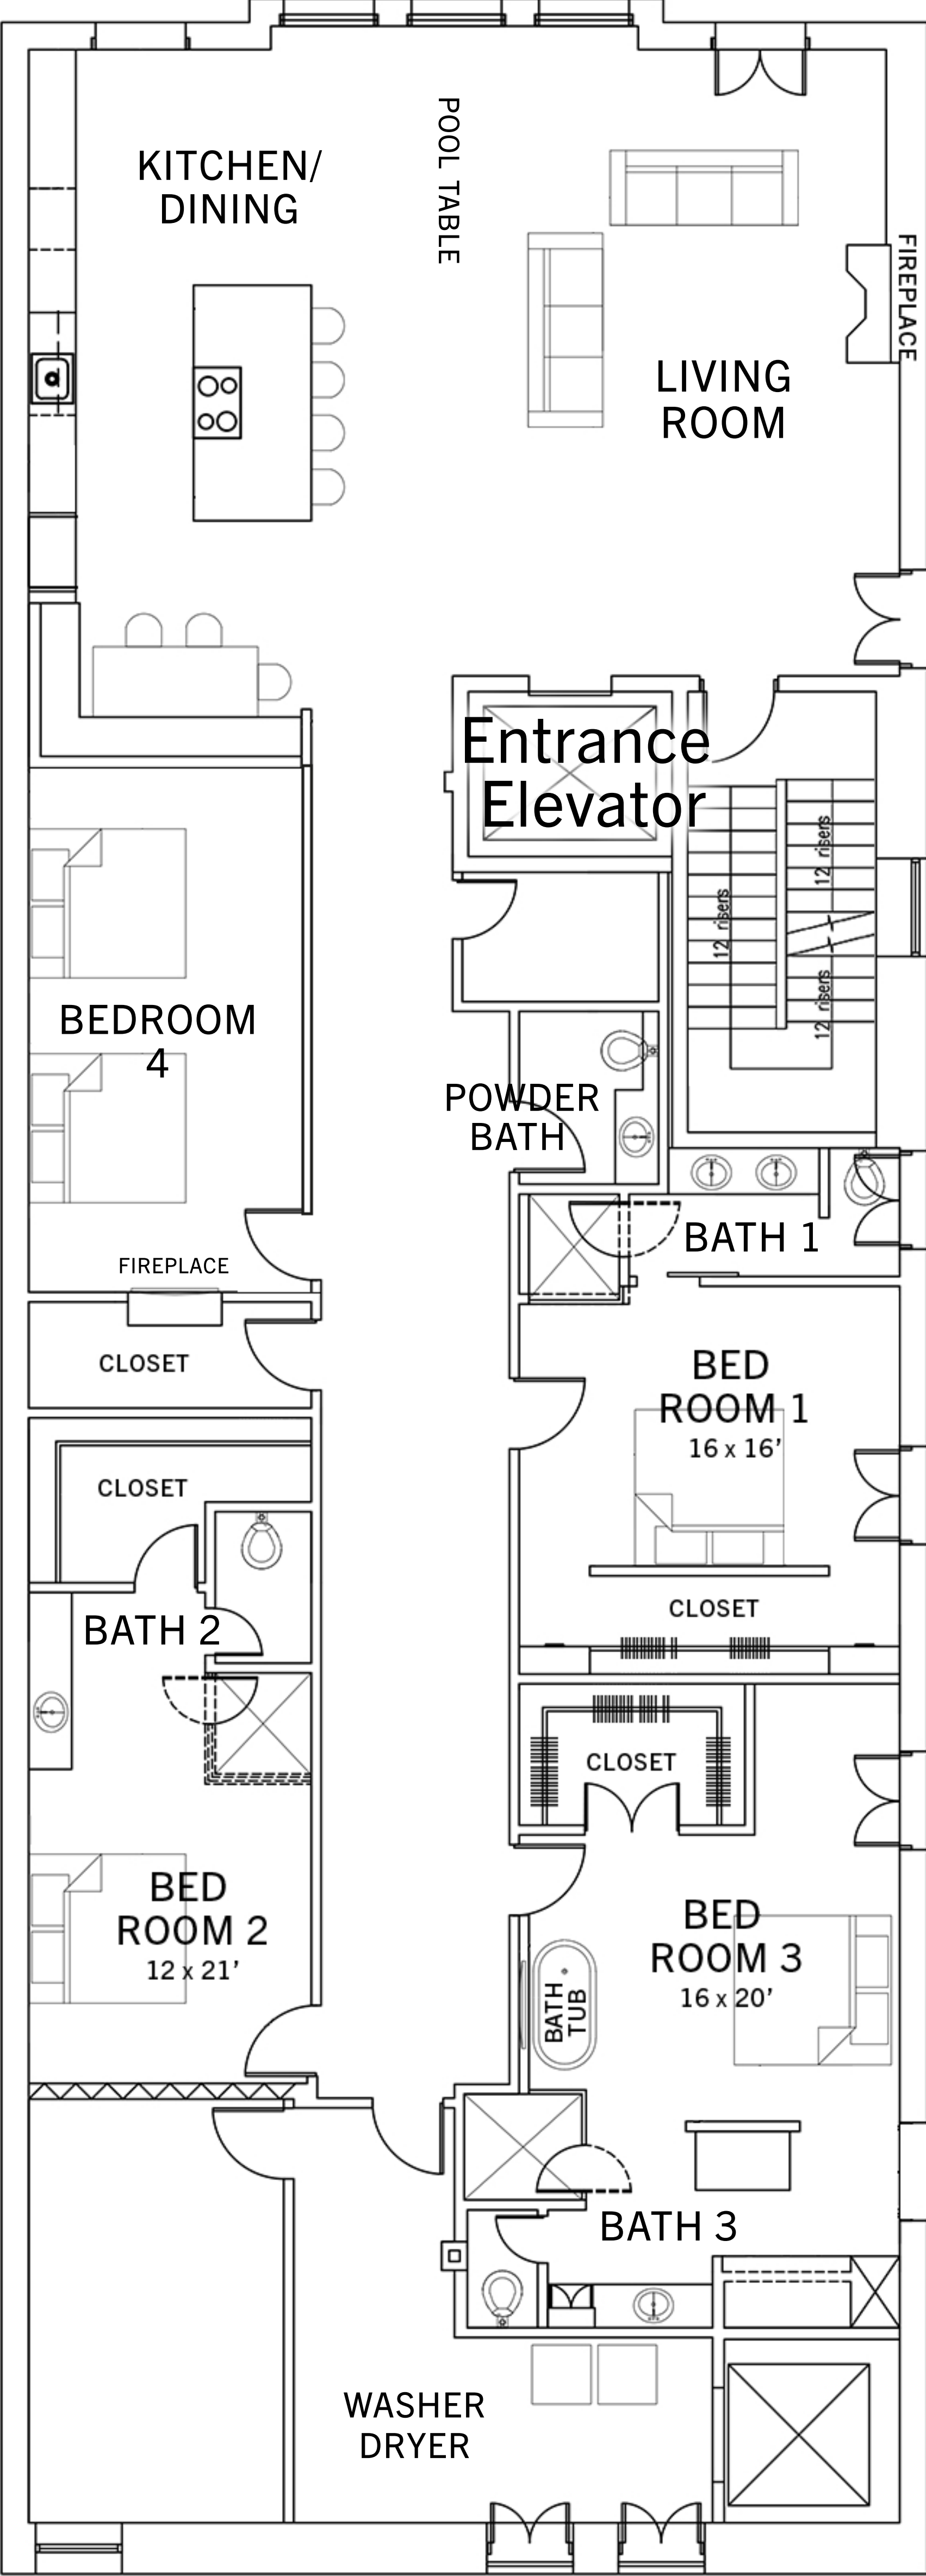 POOL TABLE
KITCHEN/
DINING
FIREPLACE
LIVING
ROOM
Entrance
Elevator
12 risers
12 risers
12 risers
BEDROOM
4
POWDER
BATH
BATH 1
FIREPLACE
CLOSET
BED
ROOM 1
16 x 16’
CLOSET
CLOSET
BATH 2
CLOSET
BED
ROOM 2
12 x 21’
BED
ROOM 3
16 x 20’
BATH
TUB
BATH 3
WASHER
DRYER